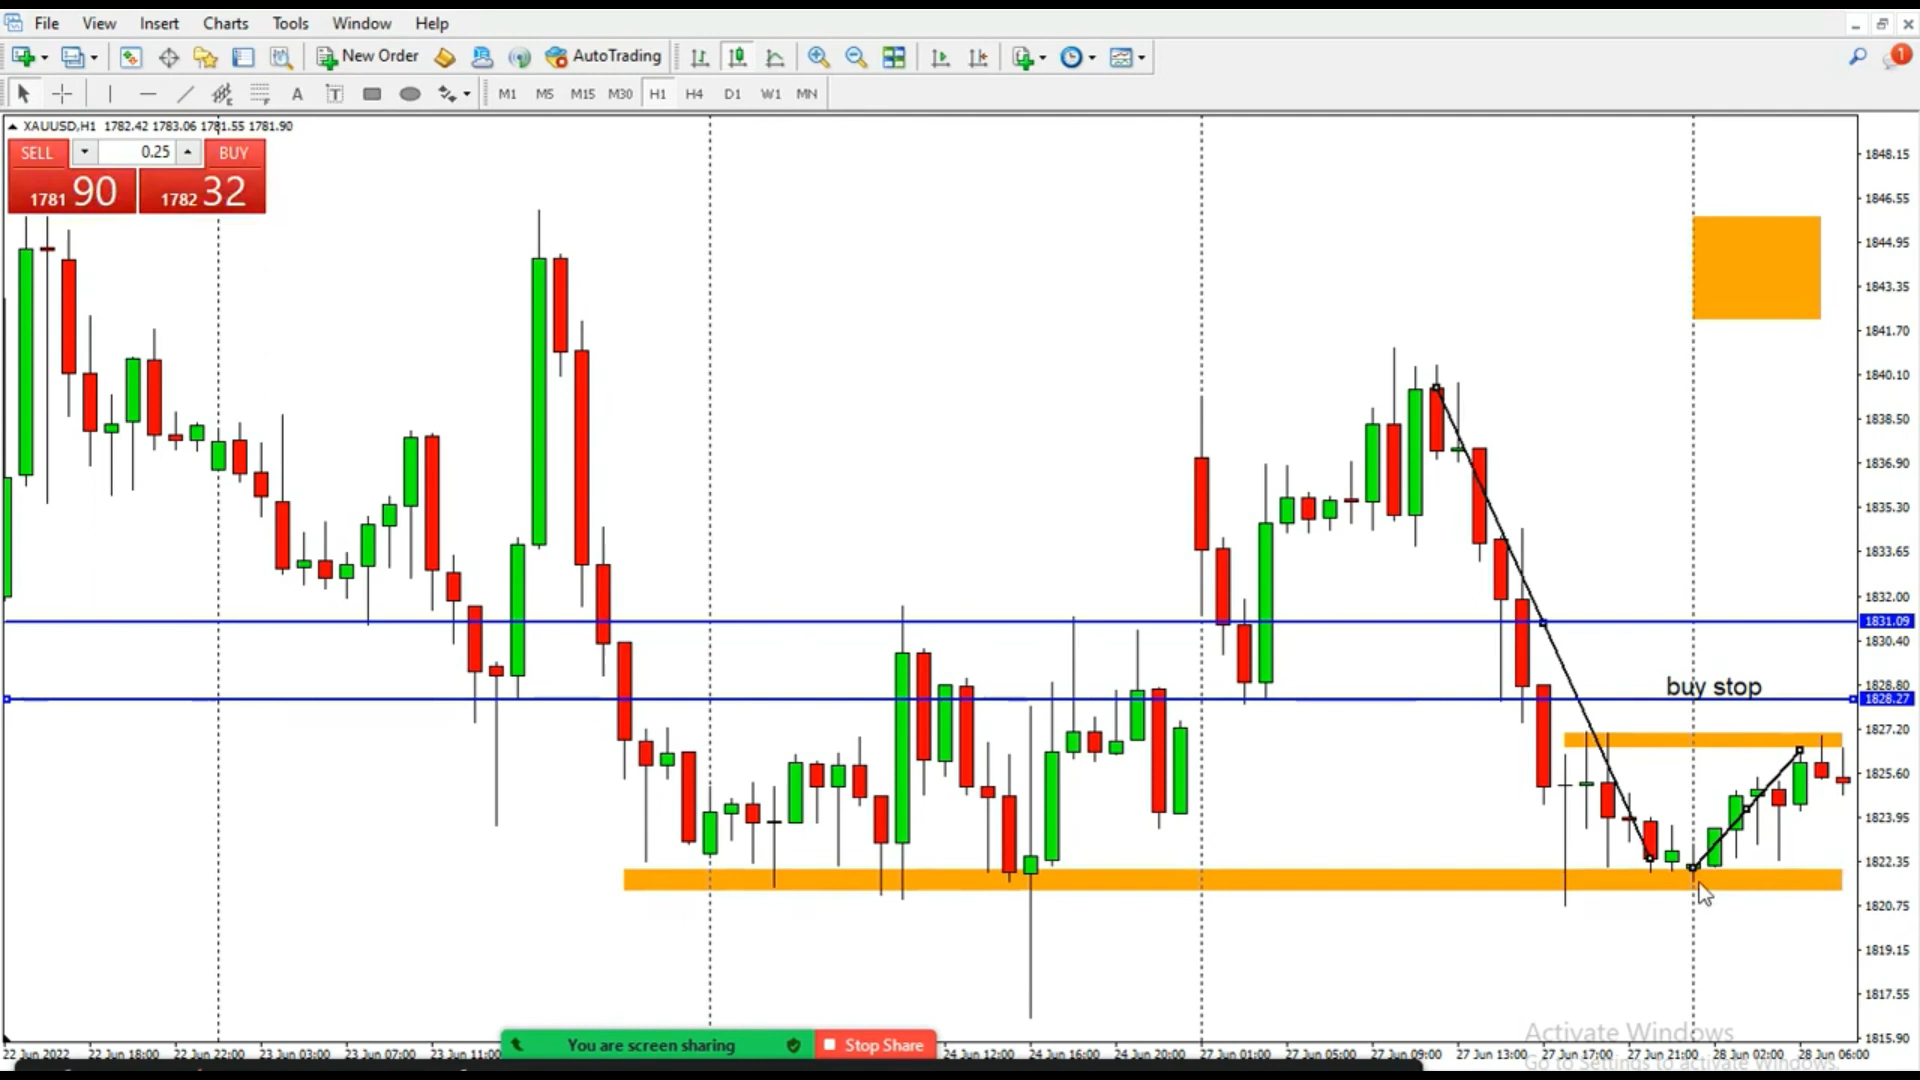 File View Insert Charts Tools Window Help
New Order AutoTrading 1
A T M1 M5 M15 M30 H1 H4 D1 W1 MN
XAUUSD,H1 1782.42 1783.06 1781.55 1781.90
SELL 0.25 BUY
1781 90 1782 32
1848.15
1846.55
1844.95
1843.35
1841.70
1840.10
1838.50
1836.90
1835.30
1833.65
1832.00
1831.09
1830.40
buy stop
1828.80
1828.27
1827.20
1825.60
1823.95
1822.35
1820.75
1819.15
1817.55
1815.90
Activate Windows
Go to Settings to activate Windows.
You are screen sharing Stop Share
22 Jun 2022 22 Jun 18:00 22 Jun 22:00 23 Jun 03:00 23 Jun 07:00 23 Jun 11:00 24 Jun 12:00 24 Jun 16:00 24 Jun 20:00 27 Jun 01:00 27 Jun 05:00 27 Jun 09:00 27 Jun 13:00 27 Jun 17:00 27 Jun 21:00 28 Jun 02:00 28 Jun 06:00